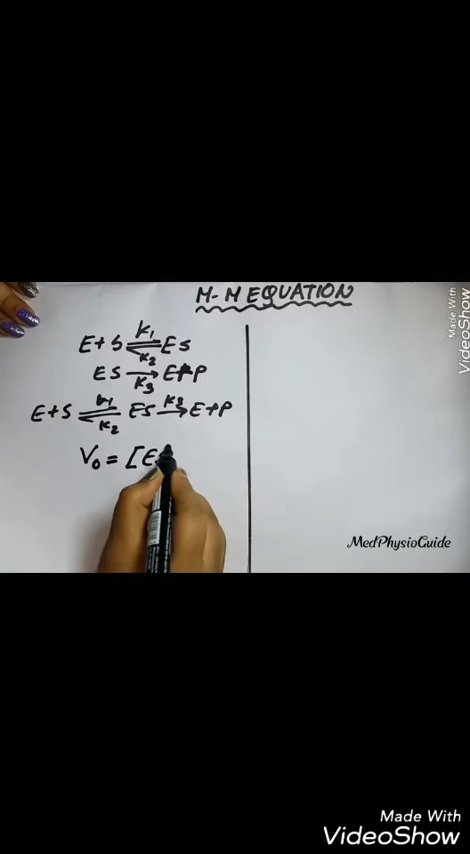 M-M EQUATION
E+S ⇌ ES
K1
K2
ES → E+P
K3
E+S ⇌ ES → E+P
K1 K3
K2
V0 = [E
MedPhysioGuide
Made With
VideoShow
Made With
VideoShow